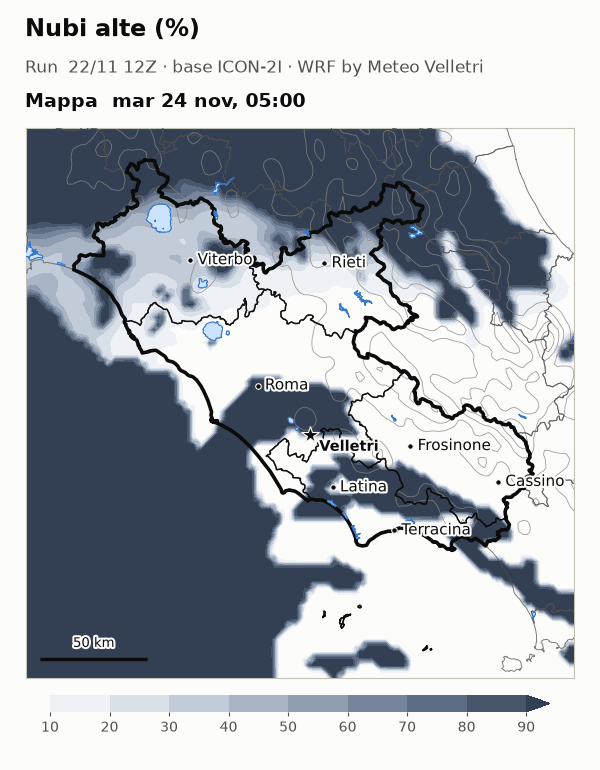 Nubi alte (%)
Run 22/11 12Z · base ICON-2I · WRF by Meteo Velletri
Mappa mar 24 nov, 05:00
Viterbo
Rieti
Roma
Velletri
Frosinone
Latina
Cassino
Terracina
50 km
10 20 30 40 50 60 70 80 90